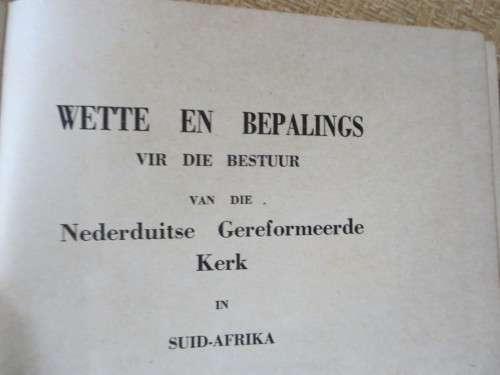 WETTE EN BEPALINGS
VIR DIE BESTUUR
VAN DIE
Nederduitse Gereformeerde
Kerk
IN
SUID-AFRIKA